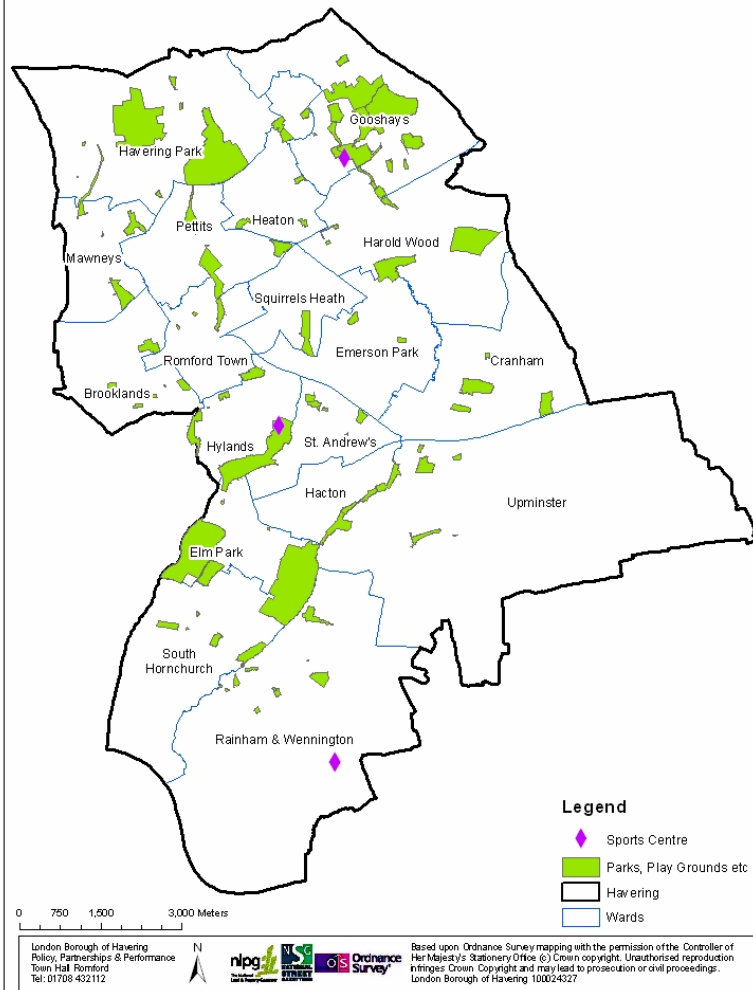 Gooshays
Havering Park
Pettits
Heaton
Harold Wood
Mawneys
Squirrels Heath
Emerson Park
Romford Town
Cranham
Brooklands
Hylands
St. Andrew's
Hacton
Upminster
Elm Park
South
Hornchurch
Rainham & Wennington
Legend
Sports Centre
Parks, Play Grounds etc
Havering
Wards
0 750 1,500 3,000 Meters
London Borough of Havering
Policy, Partnerships & Performance
Town Hall Romford
Tel: 01708 432112
N
nlpg
NSG
NATIONAL
STREET
OS Ordnance
Survey
Based upon Ordnance Survey mapping with the permission of the Controller of
Her Majesty's Stationery Office (c) Crown copyright. Unauthorised reproduction
infringes Crown Copyright and may lead to prosecution or civil proceedings.
London Borough of Havering 100024327